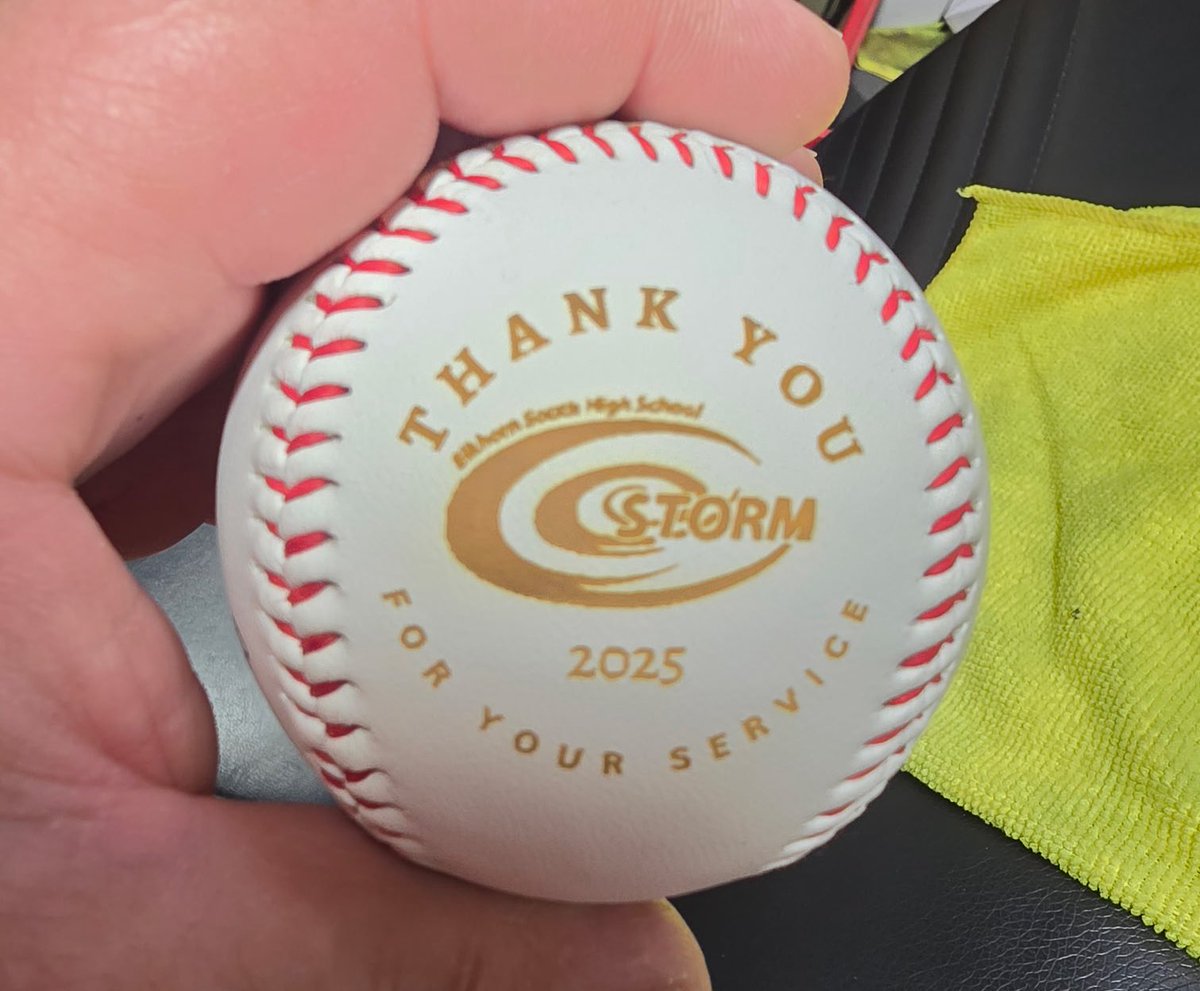 THANK YOU
Elkhorn South High School
STORM
2025
FOR YOUR SERVICE